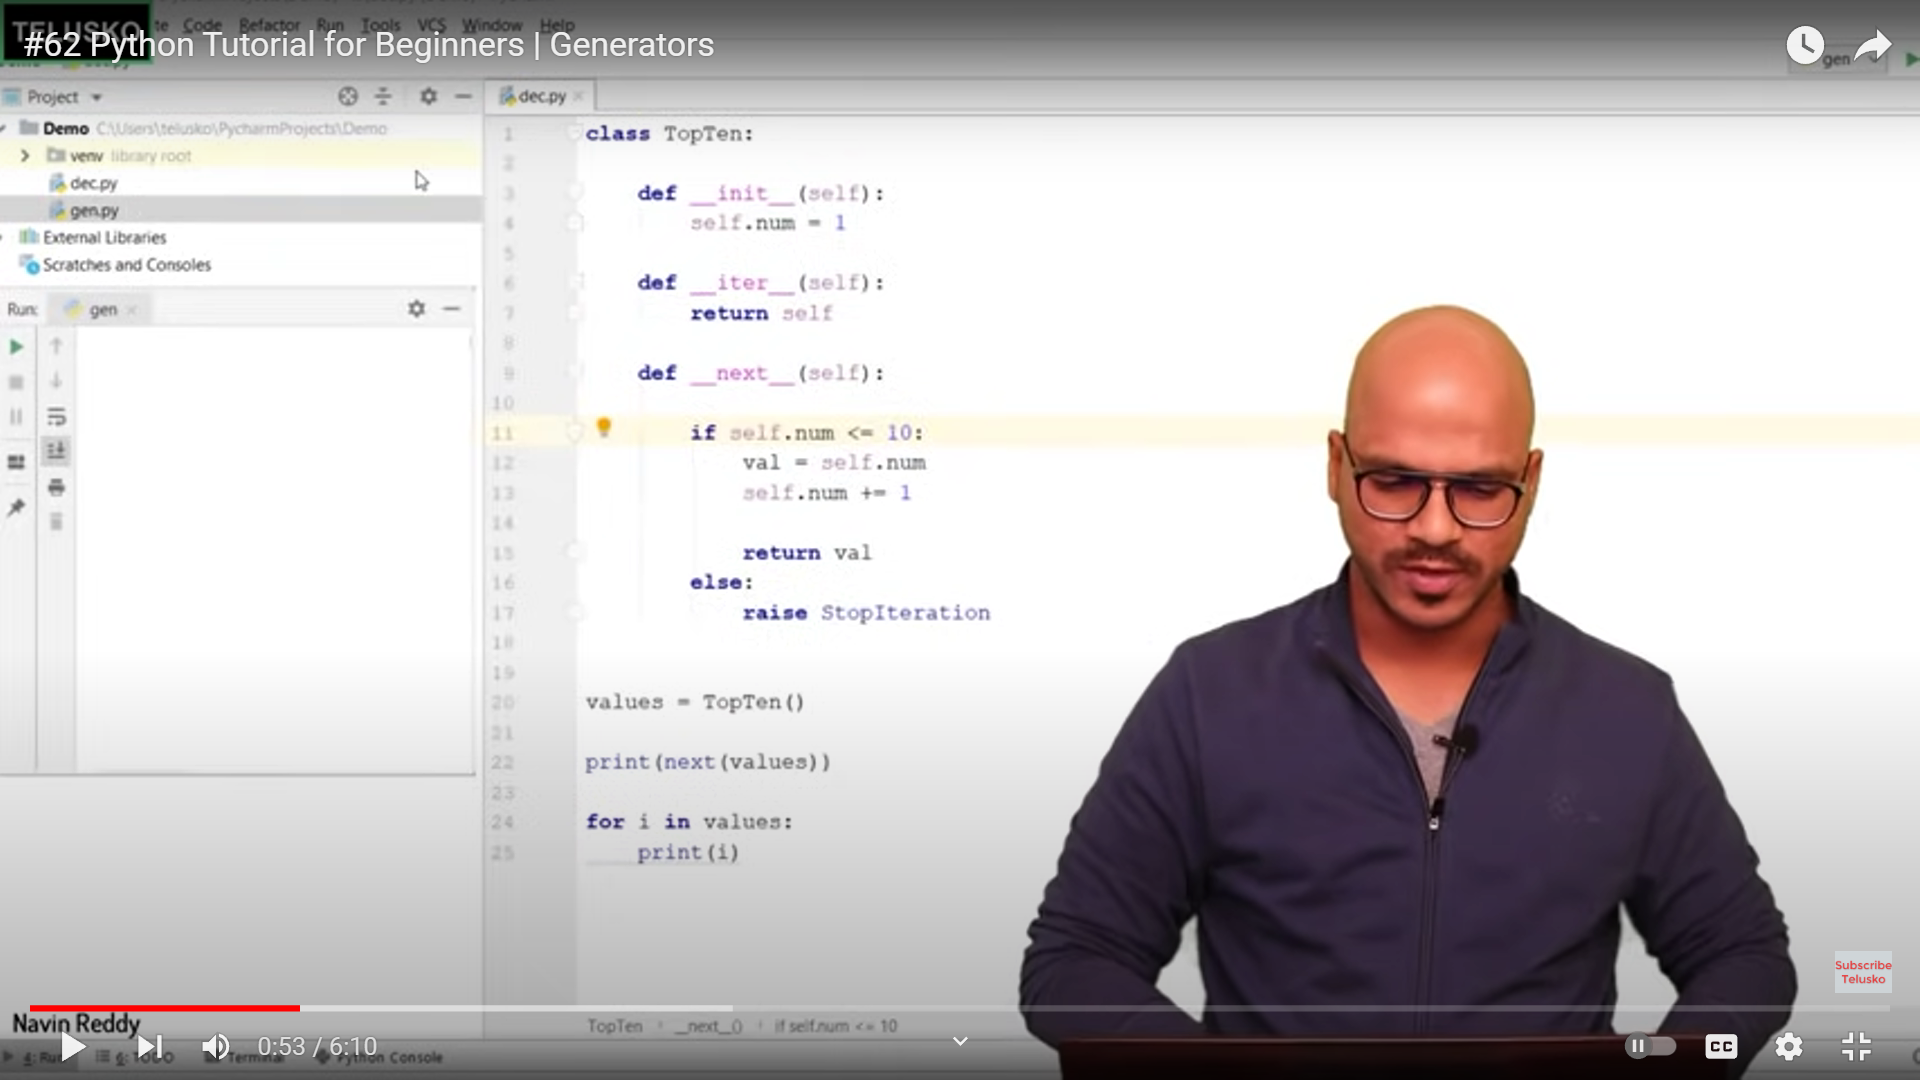 TELUSKO
te Code Refactor Run Tools VCS Window Help
#62 Python Tutorial for Beginners | Generators
gen
Project
dec.py
Demo C:\Users\telusko\PycharmProjects\Demo
venv library root
dec.py
gen.py
External Libraries
Scratches and Consoles
Run: gen
1 class TopTen:
2
3 def __init__(self):
4 self.num = 1
5
6 def __iter__(self):
7 return self
8
9 def __next__(self):
10
11 if self.num <= 10:
12 val = self.num
13 self.num += 1
14
15 return val
16 else:
17 raise StopIteration
18
19
20 values = TopTen()
21
22 print(next(values))
23
24 for i in values:
25 print(i)
Subscribe
Telusko
Navin Reddy
TopTen __next__() if self.num <= 10
0:53 / 6:10
CC
4: Run 6: TODO Terminal Python Console